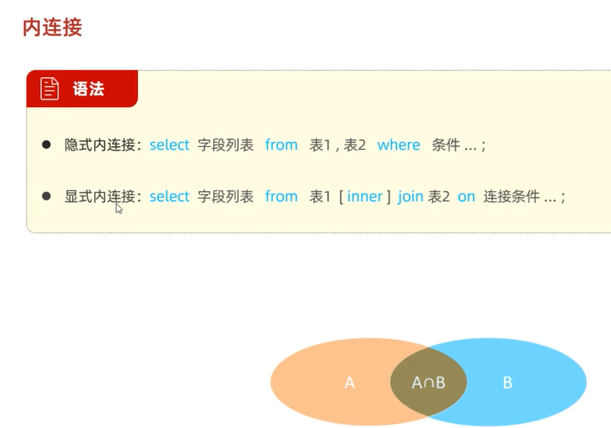 内连接
语法
● 隐式内连接：select 字段列表 from 表1 , 表2 where 条件 ... ;
● 显式内连接：select 字段列表 from 表1 [ inner ] join 表2 on 连接条件 ... ;
A A∩B B